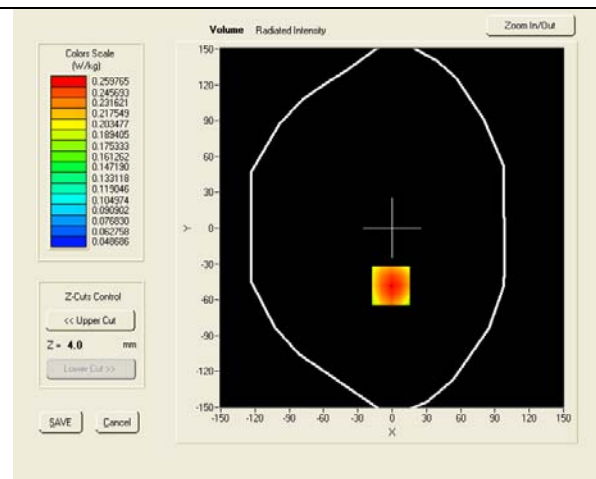 Volume Radiated Intensity
Zoom In/Out
Colors Scale
(W/kg)
0.259765
0.245693
0.231621
0.217549
0.203477
0.189405
0.175333
0.161262
0.147190
0.133118
0.119046
0.104974
0.090902
0.076830
0.062758
0.048686
Z-Cuts Control
<< Upper Cut
Z = 4.0 mm
Lower Cut >>
SAVE
Cancel
150
120
90
60
30
0
-30
-60
-90
-120
-150
Y
-150 -120 -90 -60 -30 0 30 60 90 120 150
X